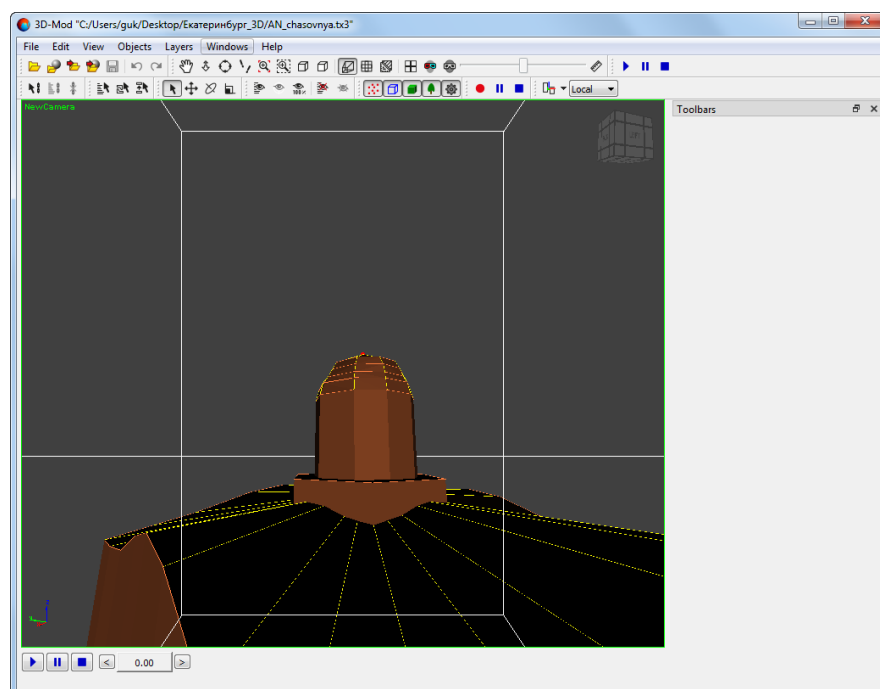 3D-Mod "C:/Users/guk/Desktop/Екатеринбург_3D/AN_chasovnya.tx3"
File Edit View Objects Layers Windows Help
100%
Local
NewCamera
Toolbars
z
< 0.00 >